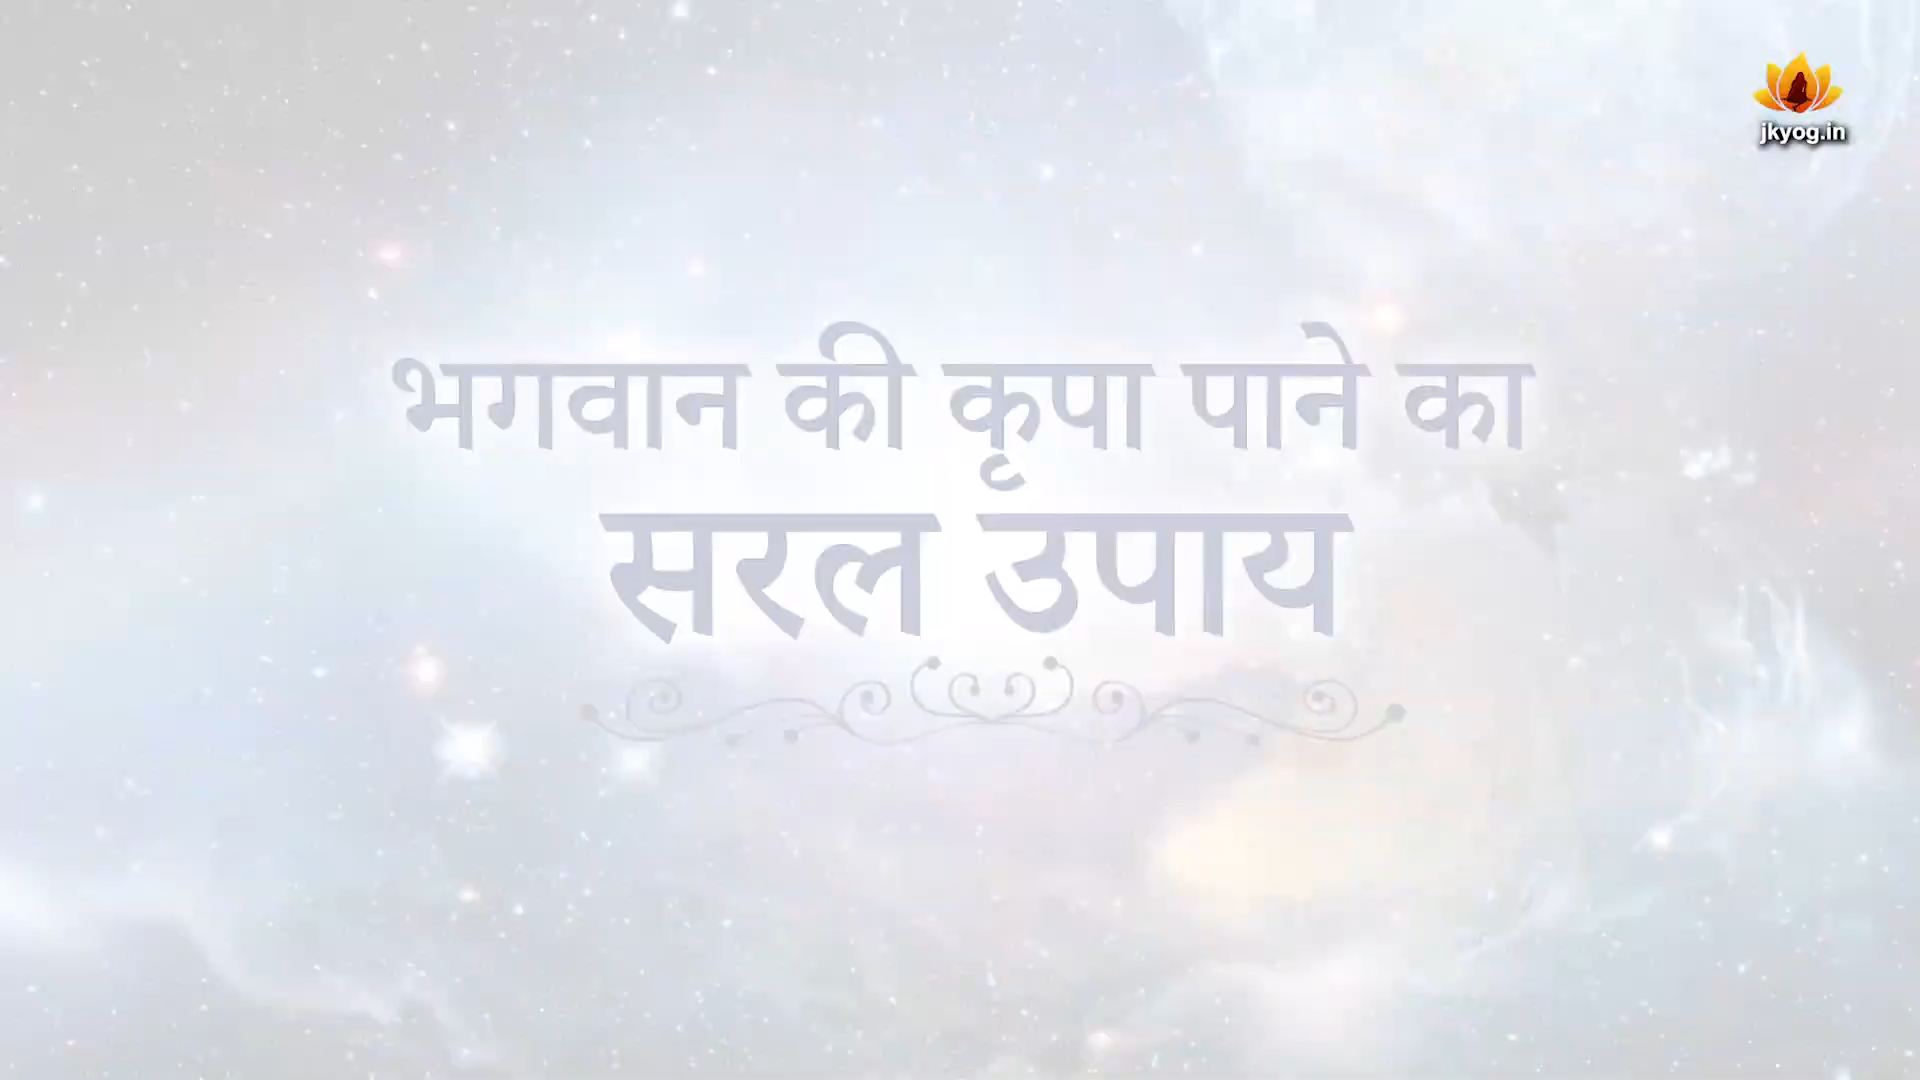 jkyog.in
भगवान की कृपा पाने का
सरल उपाय